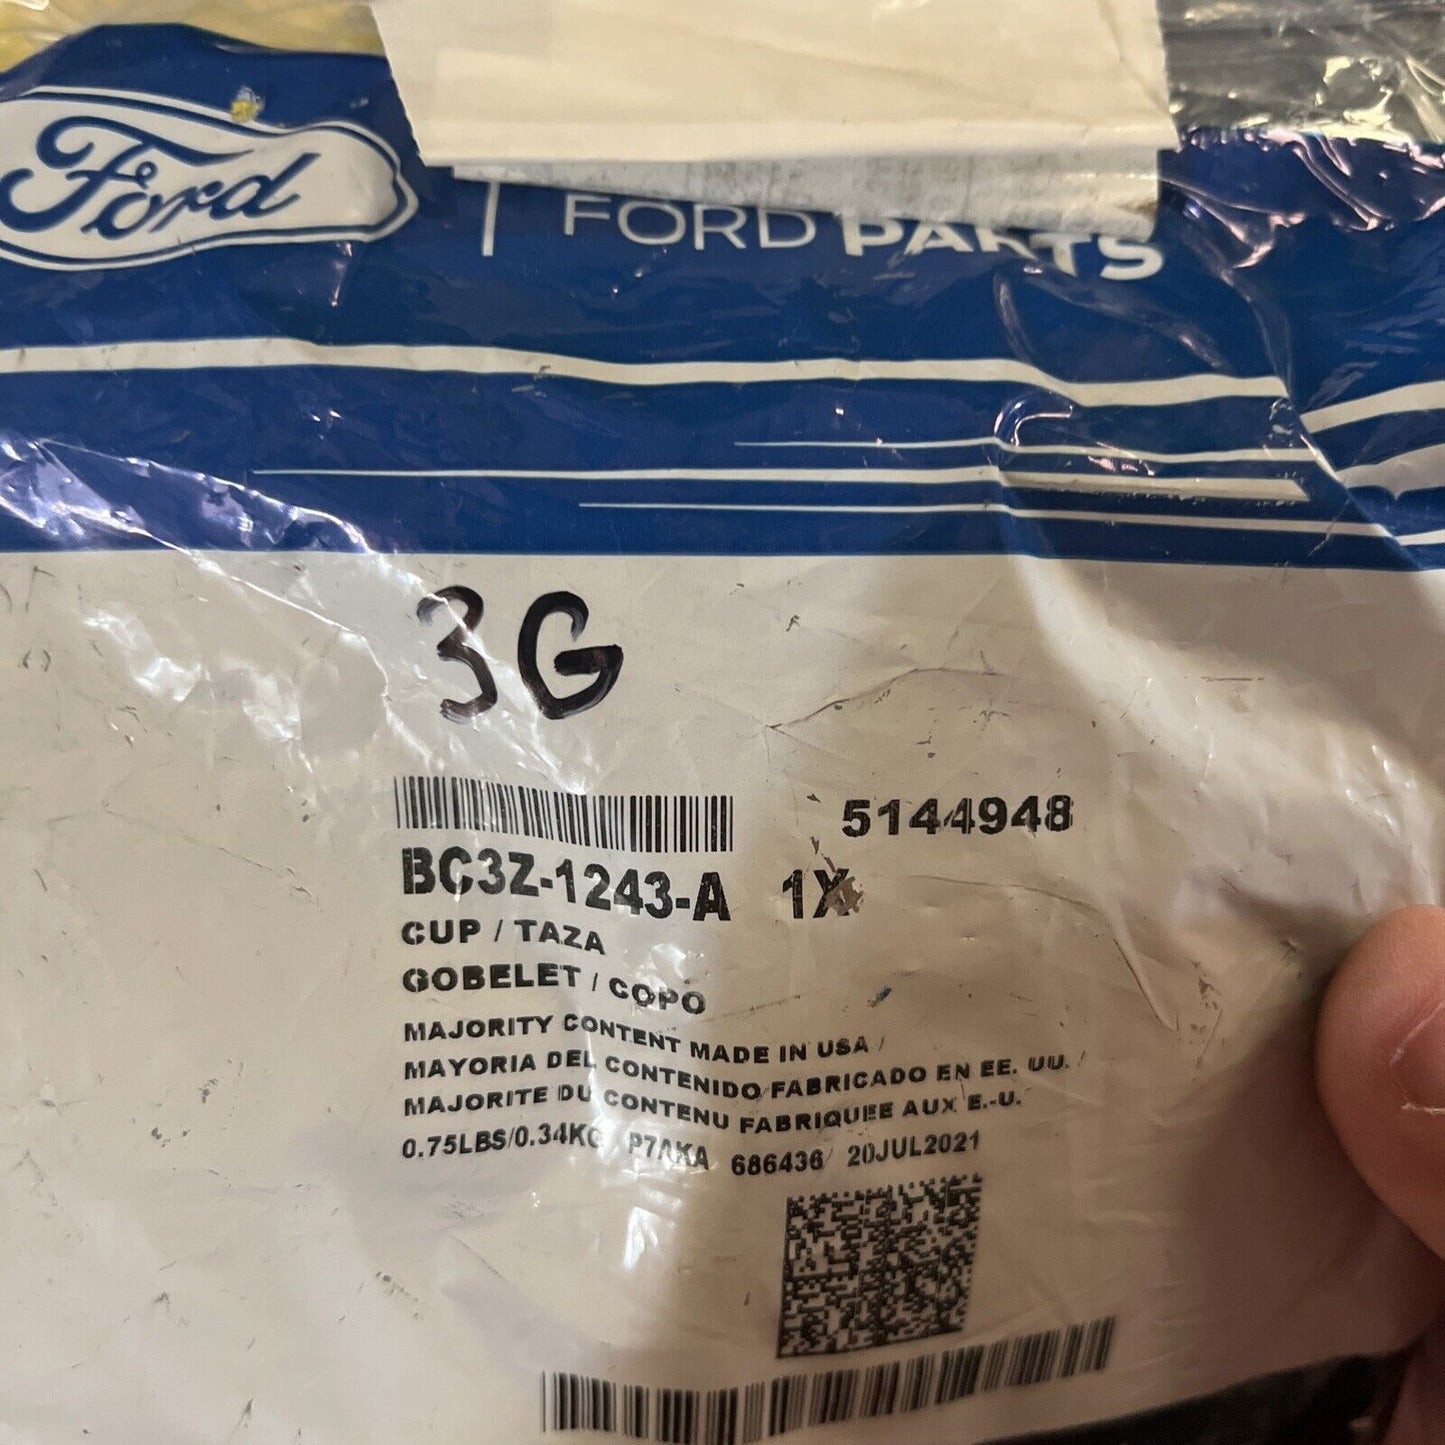 Ford
FORD PARTS
3G
5144948
BC3Z-1243-A 1X
CUP / TAZA
GOBELET / COPO
MAJORITY CONTENT MADE IN USA /
MAYORIA DEL CONTENIDO FABRICADO EN EE. UU. /
MAJORITE DU CONTENU FABRIQUEE AUX E.-U.
0.75LBS/0.34KG P7AKA 686436/ 20JUL2021